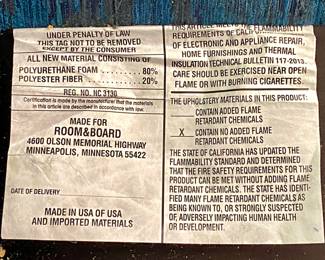 UNDER PENALTY OF LAW
THIS TAG NOT TO BE REMOVED
EXCEPT BY THE CONSUMER
ALL NEW MATERIAL CONSISTING OF
POLYURETHANE FOAM ........ 80%
POLYESTER FIBER .............. 20%
REG. NO. NC 3130
Certification is made by the manufacturer that the materials
in this article are described in accordance with law.
MADE FOR
ROOM&BOARD
4600 OLSON MEMORIAL HIGHWAY
MINNEAPOLIS, MINNESOTA 55422
DATE OF DELIVERY
MADE IN USA OF USA
AND IMPORTED MATERIALS
THIS ARTICLE MEETS THE FLAMMABILITY
REQUIREMENTS OF CALIF
OF ELECTRONIC AND APPLIANCE REPAIR,
HOME FURNISHINGS AND THERMAL
INSULATION TECHNICAL BULLETIN 117-2013.
CARE SHOULD BE EXERCISED NEAR OPEN
FLAME OR WITH BURNING CIGARETTES.
THE UPHOLSTERY MATERIALS IN THIS PRODUCT:
CONTAIN ADDED FLAME
RETARDANT CHEMICALS
X CONTAIN NO ADDED FLAME
RETARDANT CHEMICALS
THE STATE OF CALIFORNIA HAS UPDATED THE
FLAMMABILITY STANDARD AND DETERMINED
THAT THE FIRE SAFETY REQUIREMENTS FOR THIS
PRODUCT CAN BE MET WITHOUT ADDING FLAME
RETARDANT CHEMICALS. THE STATE HAS IDENTI-
FIED MANY FLAME RETARDANT CHEMICALS AS
BEING KNOWN TO, OR STRONGLY SUSPECTED
OF, ADVERSELY IMPACTING HUMAN HEALTH
OR DEVELOPMENT.